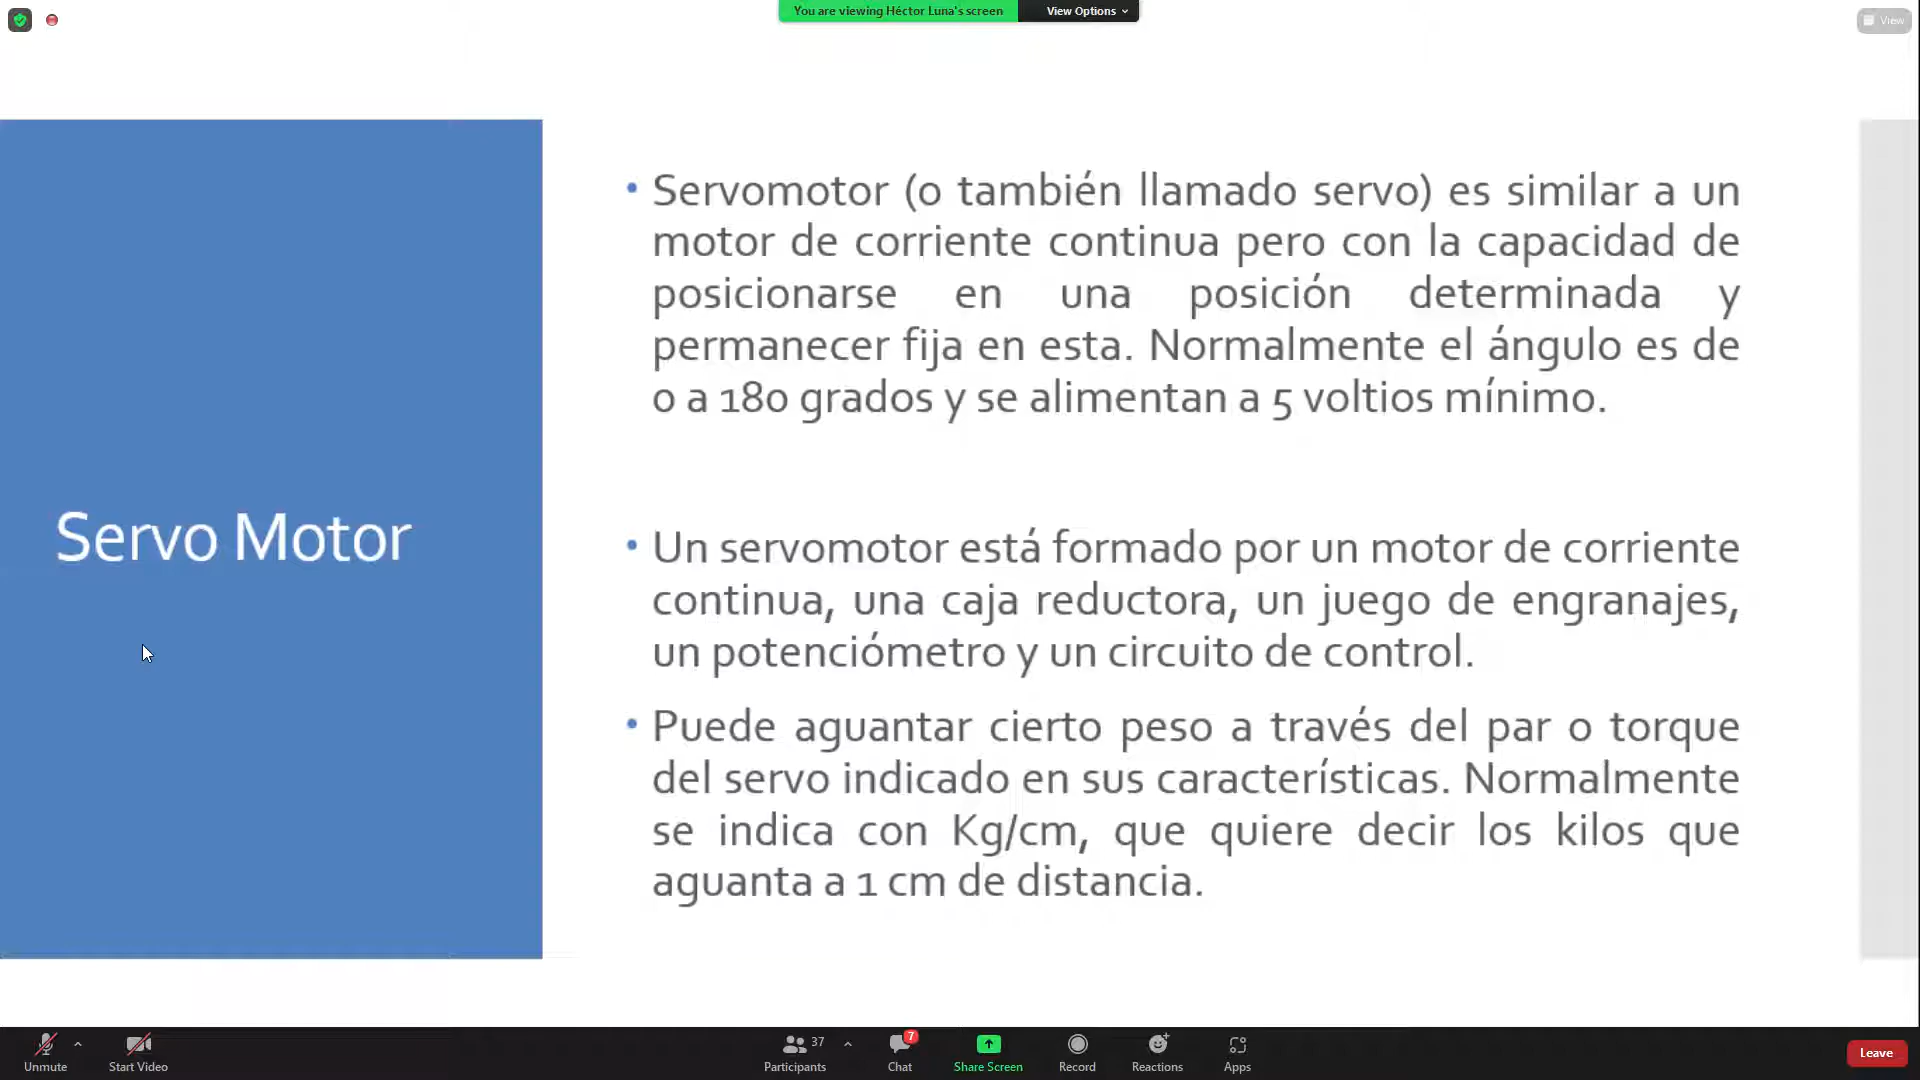 You are viewing Héctor Luna's screen
View Options
View
Servo Motor
• Servomotor (o también llamado servo) es similar a un
motor de corriente continua pero con la capacidad de
posicionarse en una posición determinada y
permanecer fija en esta. Normalmente el ángulo es de
0 a 180 grados y se alimentan a 5 voltios mínimo.
• Un servomotor está formado por un motor de corriente
continua, una caja reductora, un juego de engranajes,
un potenciómetro y un circuito de control.
• Puede aguantar cierto peso a través del par o torque
del servo indicado en sus características. Normalmente
se indica con Kg/cm, que quiere decir los kilos que
aguanta a 1 cm de distancia.
Unmute
Start Video
37
Participants
7
Chat
Share Screen
Record
Reactions
Apps
Leave